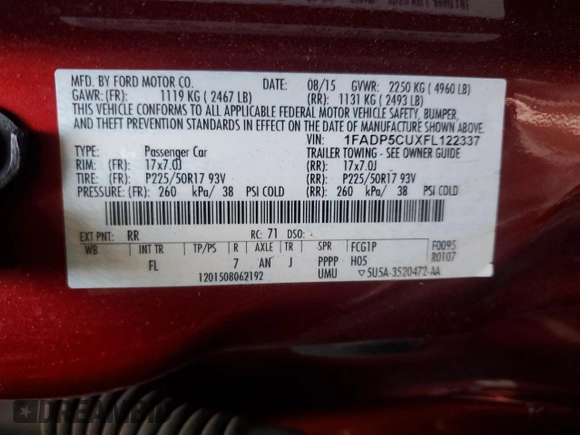 MFD. BY FORD MOTOR CO. DATE: 08/15 GVWR: 2250 KG ( 4960 LB)
GAWR: (FR): 1119 KG ( 2467 LB) (RR): 1131 KG ( 2493 LB)
THIS VEHICLE CONFORMS TO ALL APPLICABLE FEDERAL MOTOR VEHICLE SAFETY, BUMPER,
AND THEFT PREVENTION STANDARDS IN EFFECT ON THE DATE OF MANUFACTURE SHOWN ABOVE.
VIN: 1FADP5CUXFL122337
TYPE: Passenger Car TRAILER TOWING - SEE OWNER GUIDE
RIM: (FR): 17x7.0J (RR): 17x7.0J
TIRE: (FR): P225/50R17 93V (RR): P225/50R17 93V
PRESSURE: (FR): 260 kPa/ 38 PSI COLD (RR): 260 kPa/ 38 PSI COLD
EXT PNT: RR RC: 71 DSO:
WB INT TR TP/PS R AXLE TR SPR FCG1P F0095
FL 7 AN J PPPP H05 R0107
1201508062192 UMU ▽5U5A-3520472-AA
DREAMBID